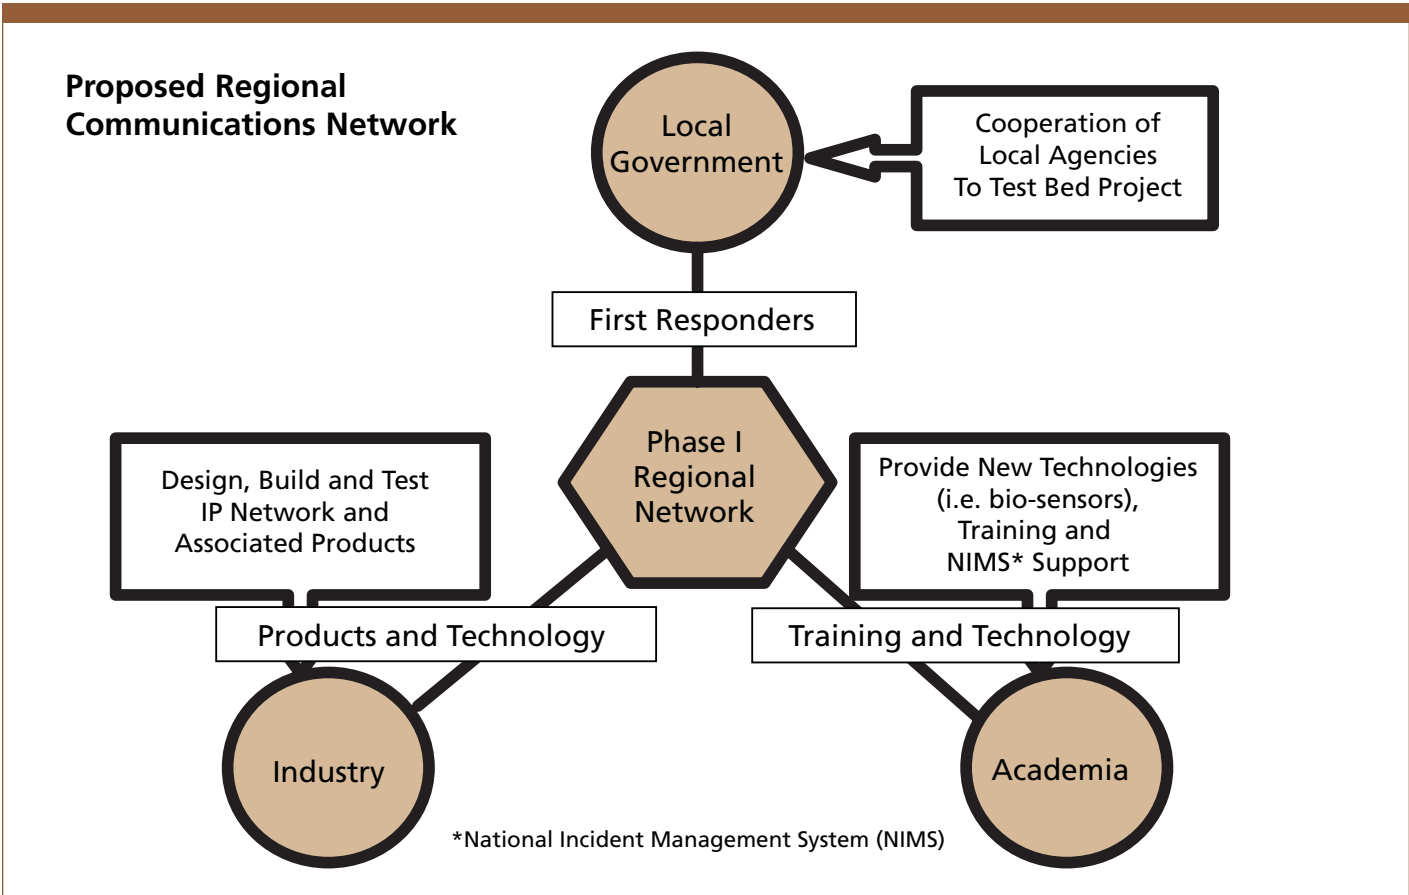 Proposed Regional
Communications Network
Local
Government
Cooperation of
Local Agencies
To Test Bed Project
First Responders
Phase I
Regional
Network
Design, Build and Test
IP Network and
Associated Products
Provide New Technologies
(i.e. bio-sensors),
Training and
NIMS* Support
Products and Technology
Training and Technology
Industry
Academia
*National Incident Management System (NIMS)